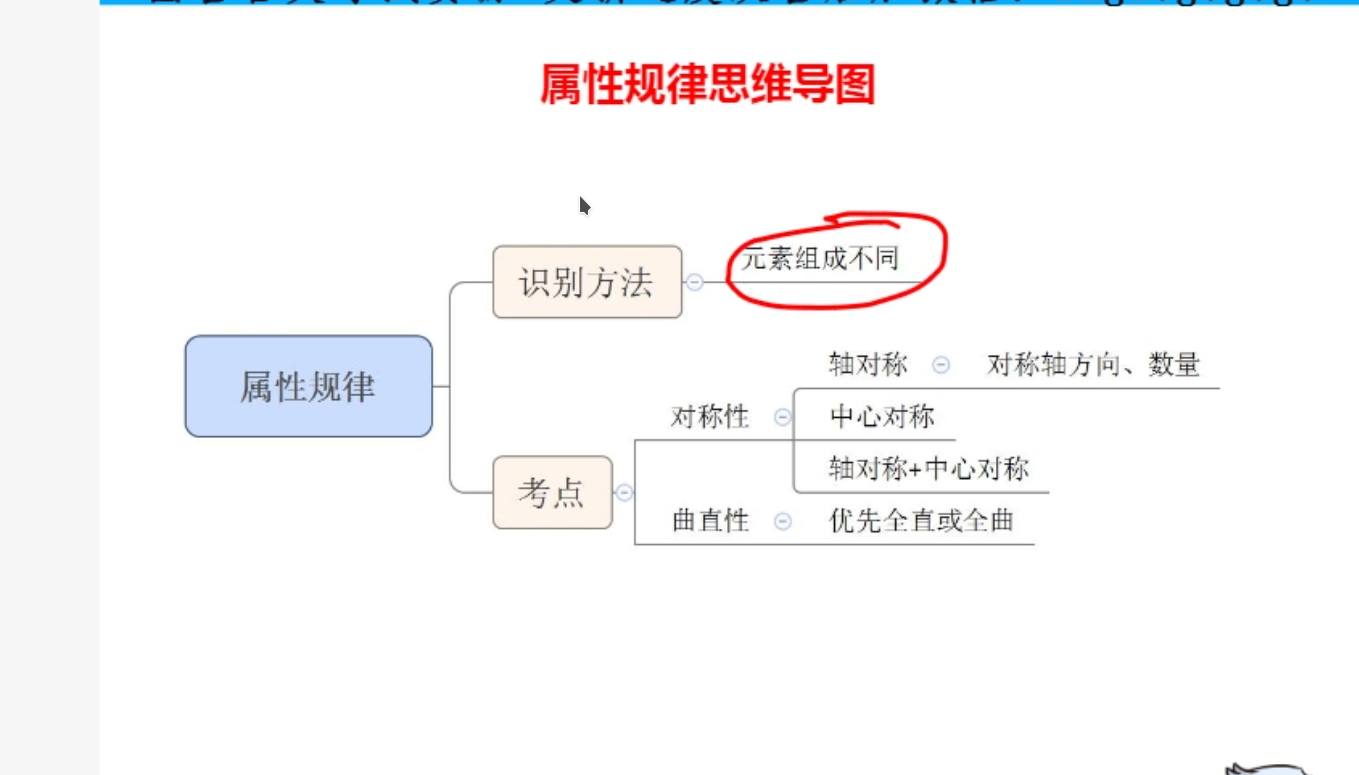 属性规律思维导图
元素组成不同
识别方法
轴对称 对称轴方向、数量
属性规律
对称性 中心对称
轴对称+中心对称
考点
曲直性 优先全直或全曲